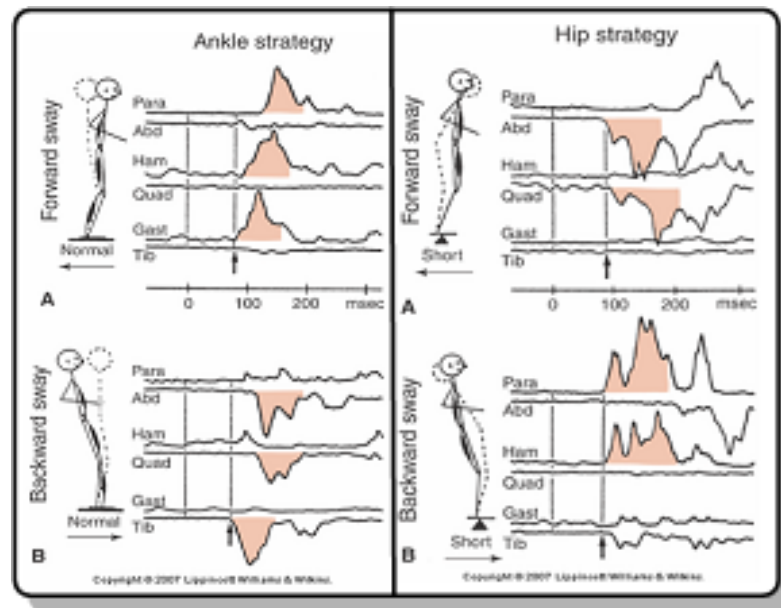 Ankle strategy
Forward sway
Para
Abd
Ham
Quad
Gast
Tib
Normal
A
0 100 200 msec
Backward sway
Para
Abd
Ham
Quad
Gast
Tib
Normal
B
Copyright © 2007 Lippincott Williams & Wilkins.
Hip strategy
Forward sway
Para
Abd
Ham
Quad
Gast
Tib
Short
A
0 100 200 msec
Backward sway
Para
Abd
Ham
Quad
Gast
Tib
Short
B
Copyright © 2007 Lippincott Williams & Wilkins.